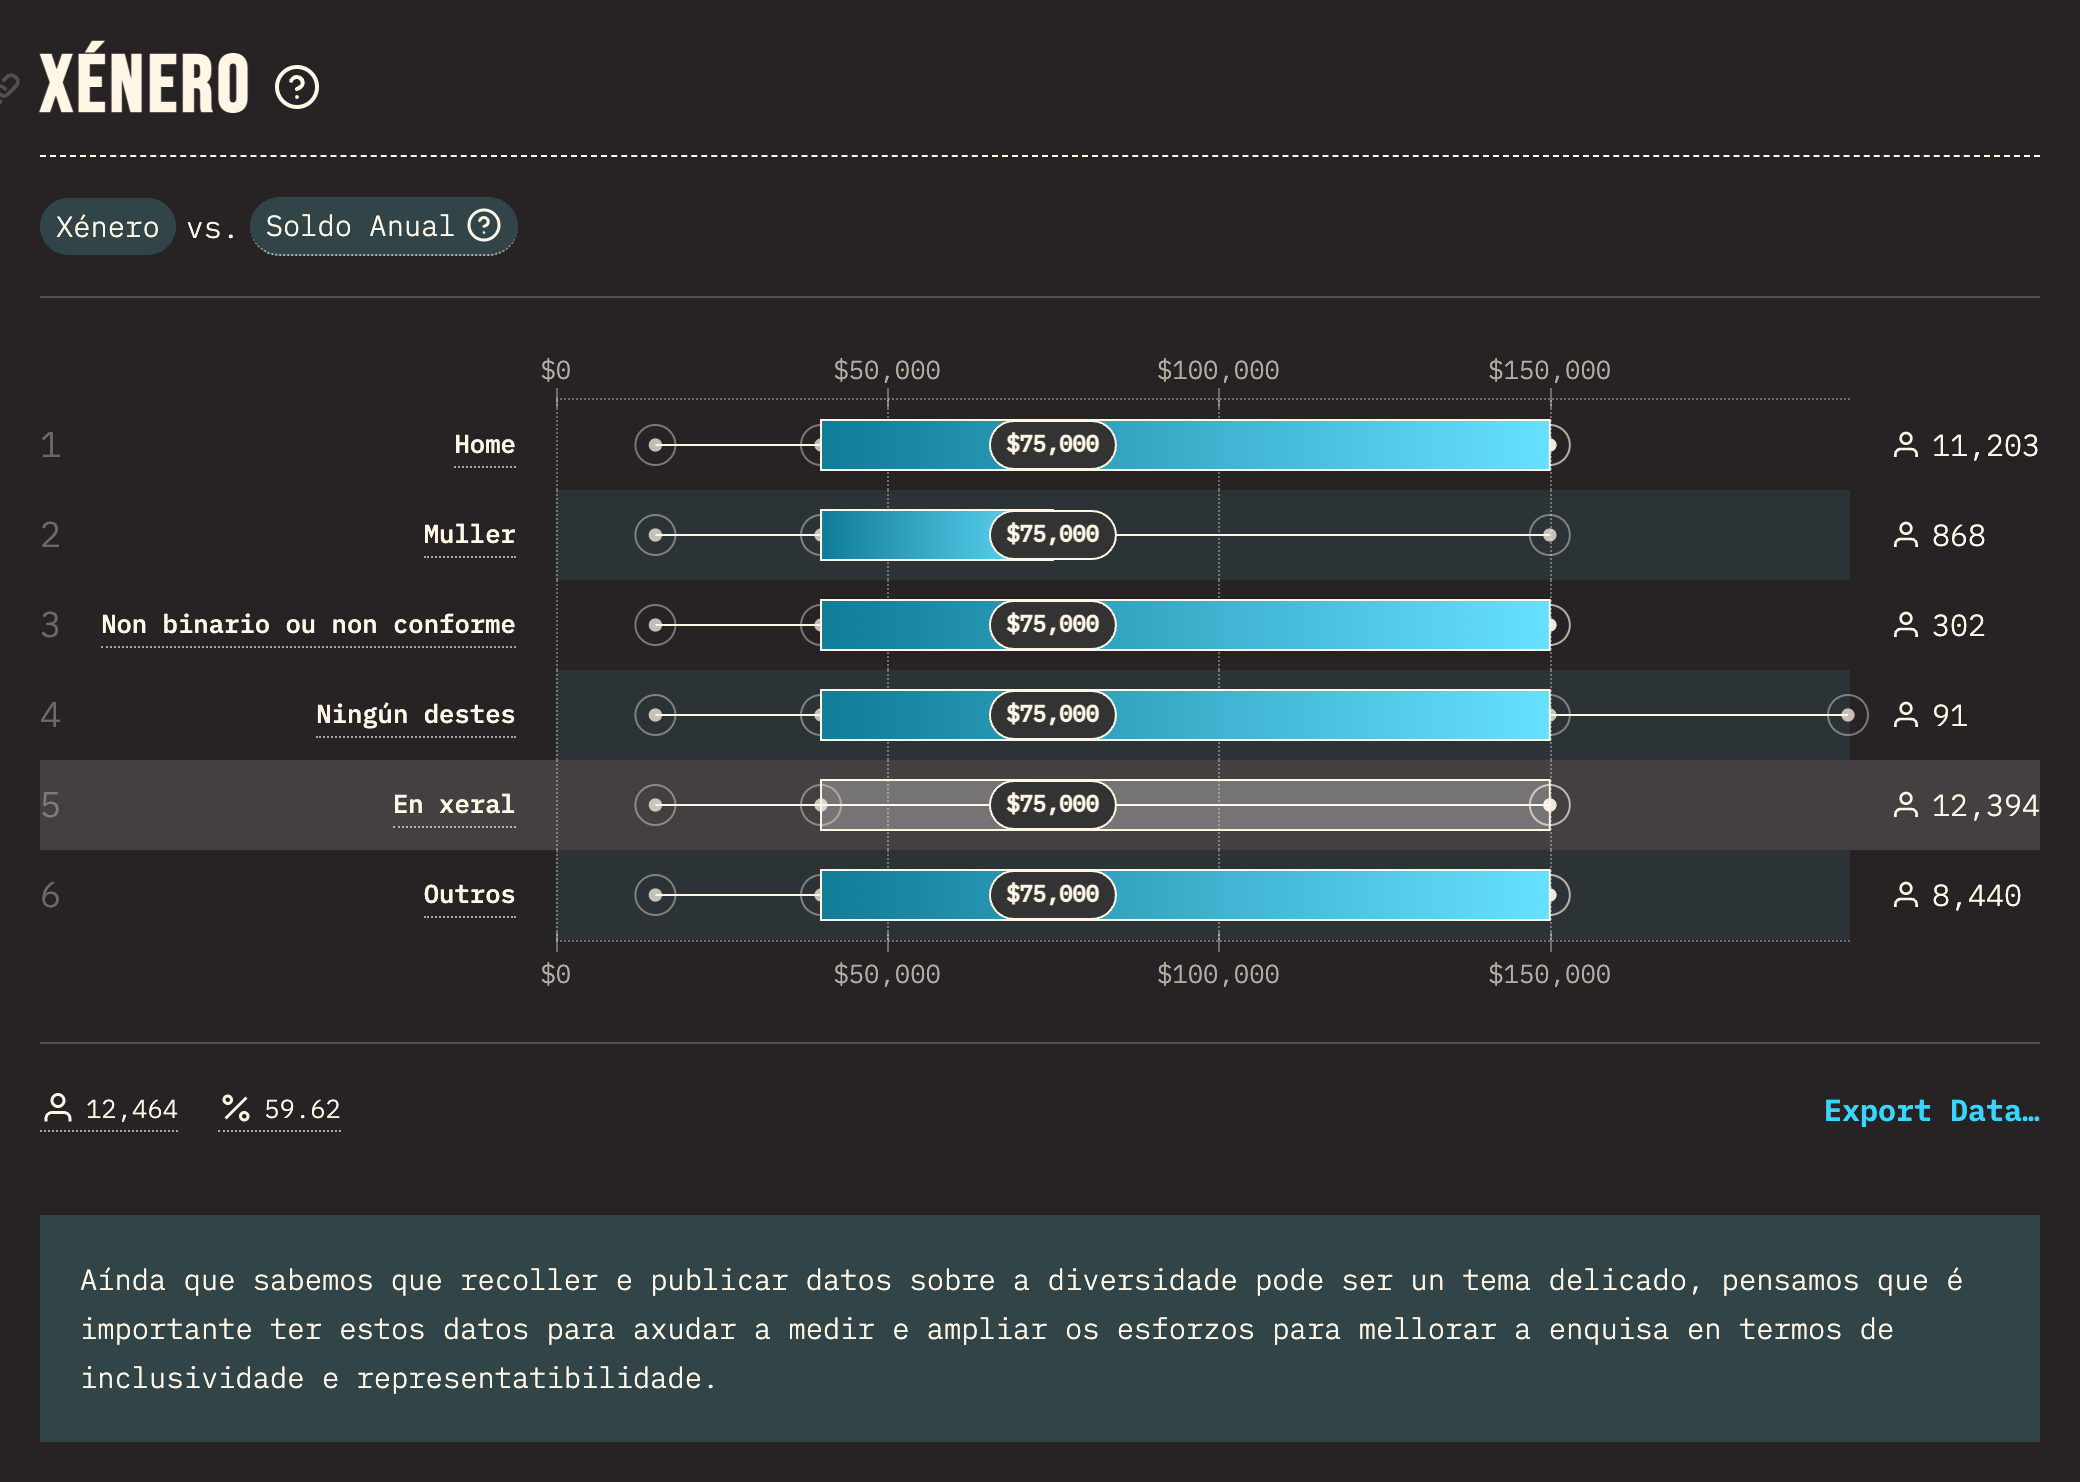 XÉNERO
Xénero vs. Soldo Anual
$0 $50,000 $100,000 $150,000
1 Home $75,000 11,203
2 Muller $75,000 868
3 Non binario ou non conforme $75,000 302
4 Ningún destes $75,000 91
5 En xeral $75,000 12,394
6 Outros $75,000 8,440
$0 $50,000 $100,000 $150,000
12,464 % 59.62 Export Data…
Aínda que sabemos que recoller e publicar datos sobre a diversidade pode ser un tema delicado, pensamos que é
importante ter estos datos para axudar a medir e ampliar os esforzos para mellorar a enquisa en termos de
inclusividade e representatibilidade.